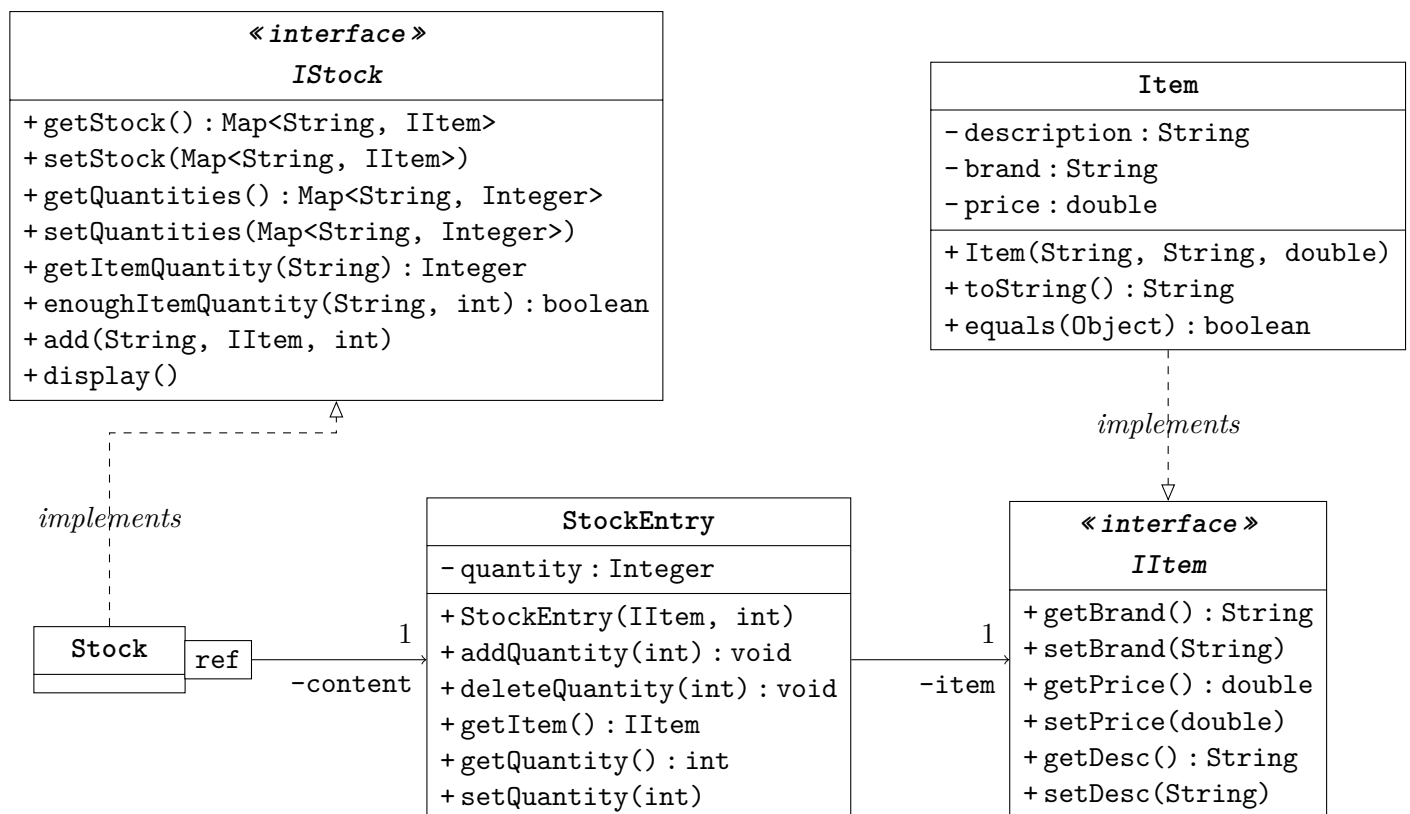 «interface»
IStock
+ getStock() : Map<String, IItem>
+ setStock(Map<String, IItem>)
+ getQuantities() : Map<String, Integer>
+ setQuantities(Map<String, Integer>)
+ getItemQuantity(String) : Integer
+ enoughItemQuantity(String, int) : boolean
+ add(String, IItem, int)
+ display()
Item
- description : String
- brand : String
- price : double
+ Item(String, String, double)
+ toString() : String
+ equals(Object) : boolean
implements
implements
Stock
ref
1
-content
StockEntry
- quantity : Integer
+ StockEntry(IItem, int)
+ addQuantity(int) : void
+ deleteQuantity(int) : void
+ getItem() : IItem
+ getQuantity() : int
+ setQuantity(int)
1
-item
«interface»
IItem
+ getBrand() : String
+ setBrand(String)
+ getPrice() : double
+ setPrice(double)
+ getDesc() : String
+ setDesc(String)